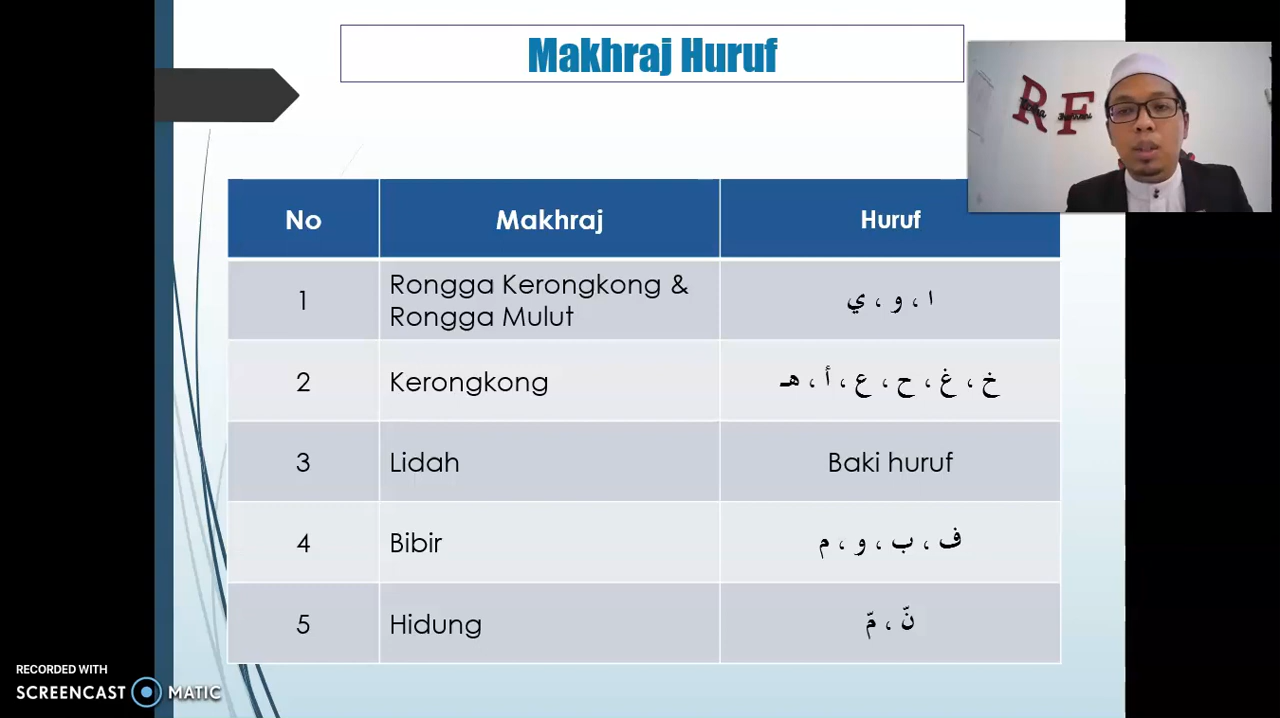 Makhraj Huruf
R F
No Makhraj Huruf
1 Rongga Kerongkong &
Rongga Mulut ا ، و ، ي
2 Kerongkong خ ، غ ، ح ، ع ، أ ، هـ
3 Lidah Baki huruf
4 Bibir ف ، ب ، و ، م
5 Hidung نّ ، مّ
RECORDED WITH
SCREENCAST MATIC